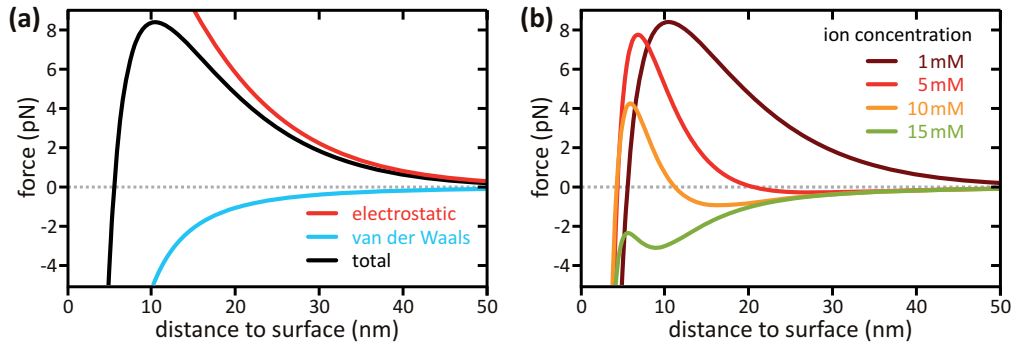 (a)
force (pN)
8
6
4
2
0
-2
-4
electrostatic
van der Waals
total
0
10
20
30
40
50
distance to surface (nm)
(b)
force (pN)
8
6
4
2
0
-2
-4
ion concentration
1 mM
5 mM
10 mM
15 mM
0
10
20
30
40
50
distance to surface (nm)